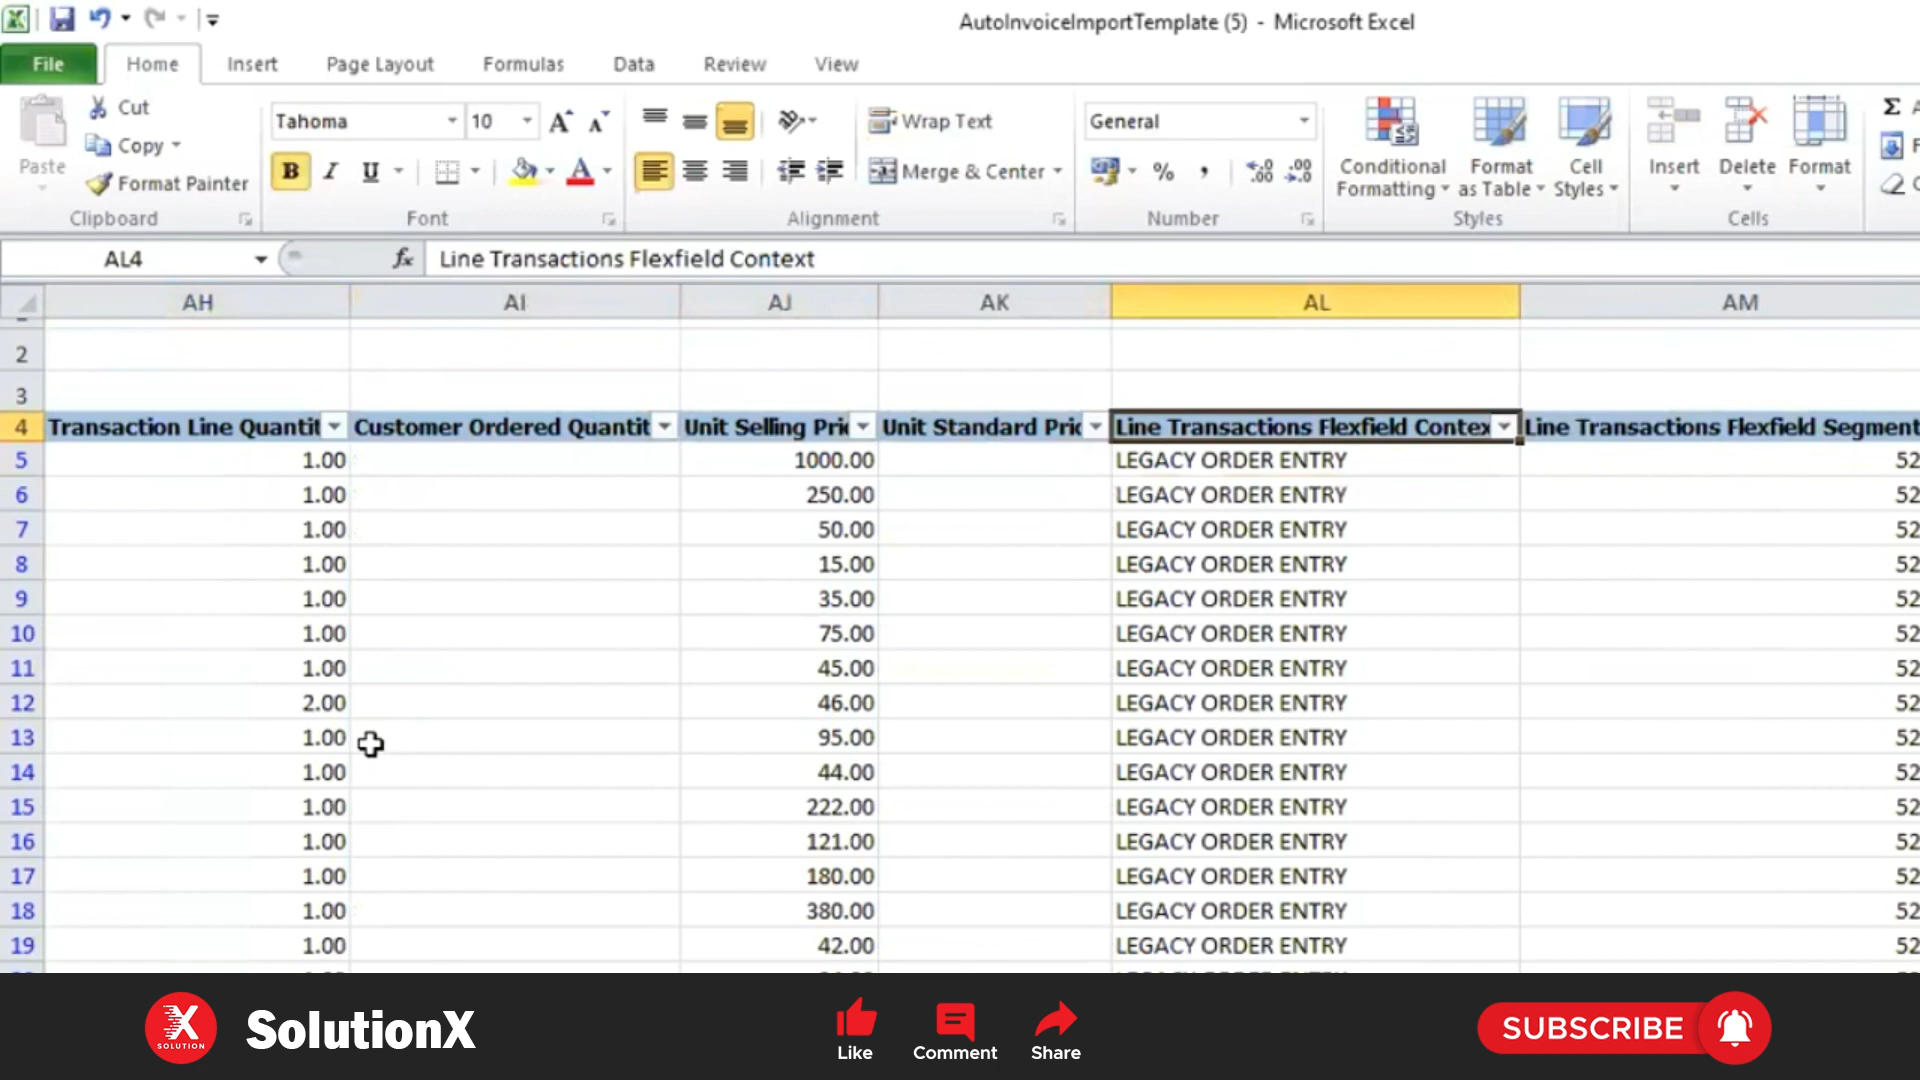 AutoInvoiceImportTemplate (5) - Microsoft Excel
File Home Insert Page Layout Formulas Data Review View
Cut
Copy
Format Painter
Paste
Clipboard
Tahoma 10
B I U
Font
Wrap Text
Merge & Center
Alignment
General
% , .0 .00 .00 .0
Number
Conditional Formatting
Format as Table
Cell Styles
Styles
Insert Delete Format
Cells
Σ
AL4 fx Line Transactions Flexfield Context
AH AI AJ AK AL AM
2
3
4 Transaction Line Quantit Customer Ordered Quantit Unit Selling Pric Unit Standard Pric Line Transactions Flexfield Contex Line Transactions Flexfield Segment
5 1.00 1000.00 LEGACY ORDER ENTRY 52
6 1.00 250.00 LEGACY ORDER ENTRY 52
7 1.00 50.00 LEGACY ORDER ENTRY 52
8 1.00 15.00 LEGACY ORDER ENTRY 52
9 1.00 35.00 LEGACY ORDER ENTRY 52
10 1.00 75.00 LEGACY ORDER ENTRY 52
11 1.00 45.00 LEGACY ORDER ENTRY 52
12 2.00 46.00 LEGACY ORDER ENTRY 52
13 1.00 95.00 LEGACY ORDER ENTRY 52
14 1.00 44.00 LEGACY ORDER ENTRY 52
15 1.00 222.00 LEGACY ORDER ENTRY 52
16 1.00 121.00 LEGACY ORDER ENTRY 52
17 1.00 180.00 LEGACY ORDER ENTRY 52
18 1.00 380.00 LEGACY ORDER ENTRY 52
19 1.00 42.00 LEGACY ORDER ENTRY 52
X
SOLUTION
SolutionX
Like Comment Share
SUBSCRIBE